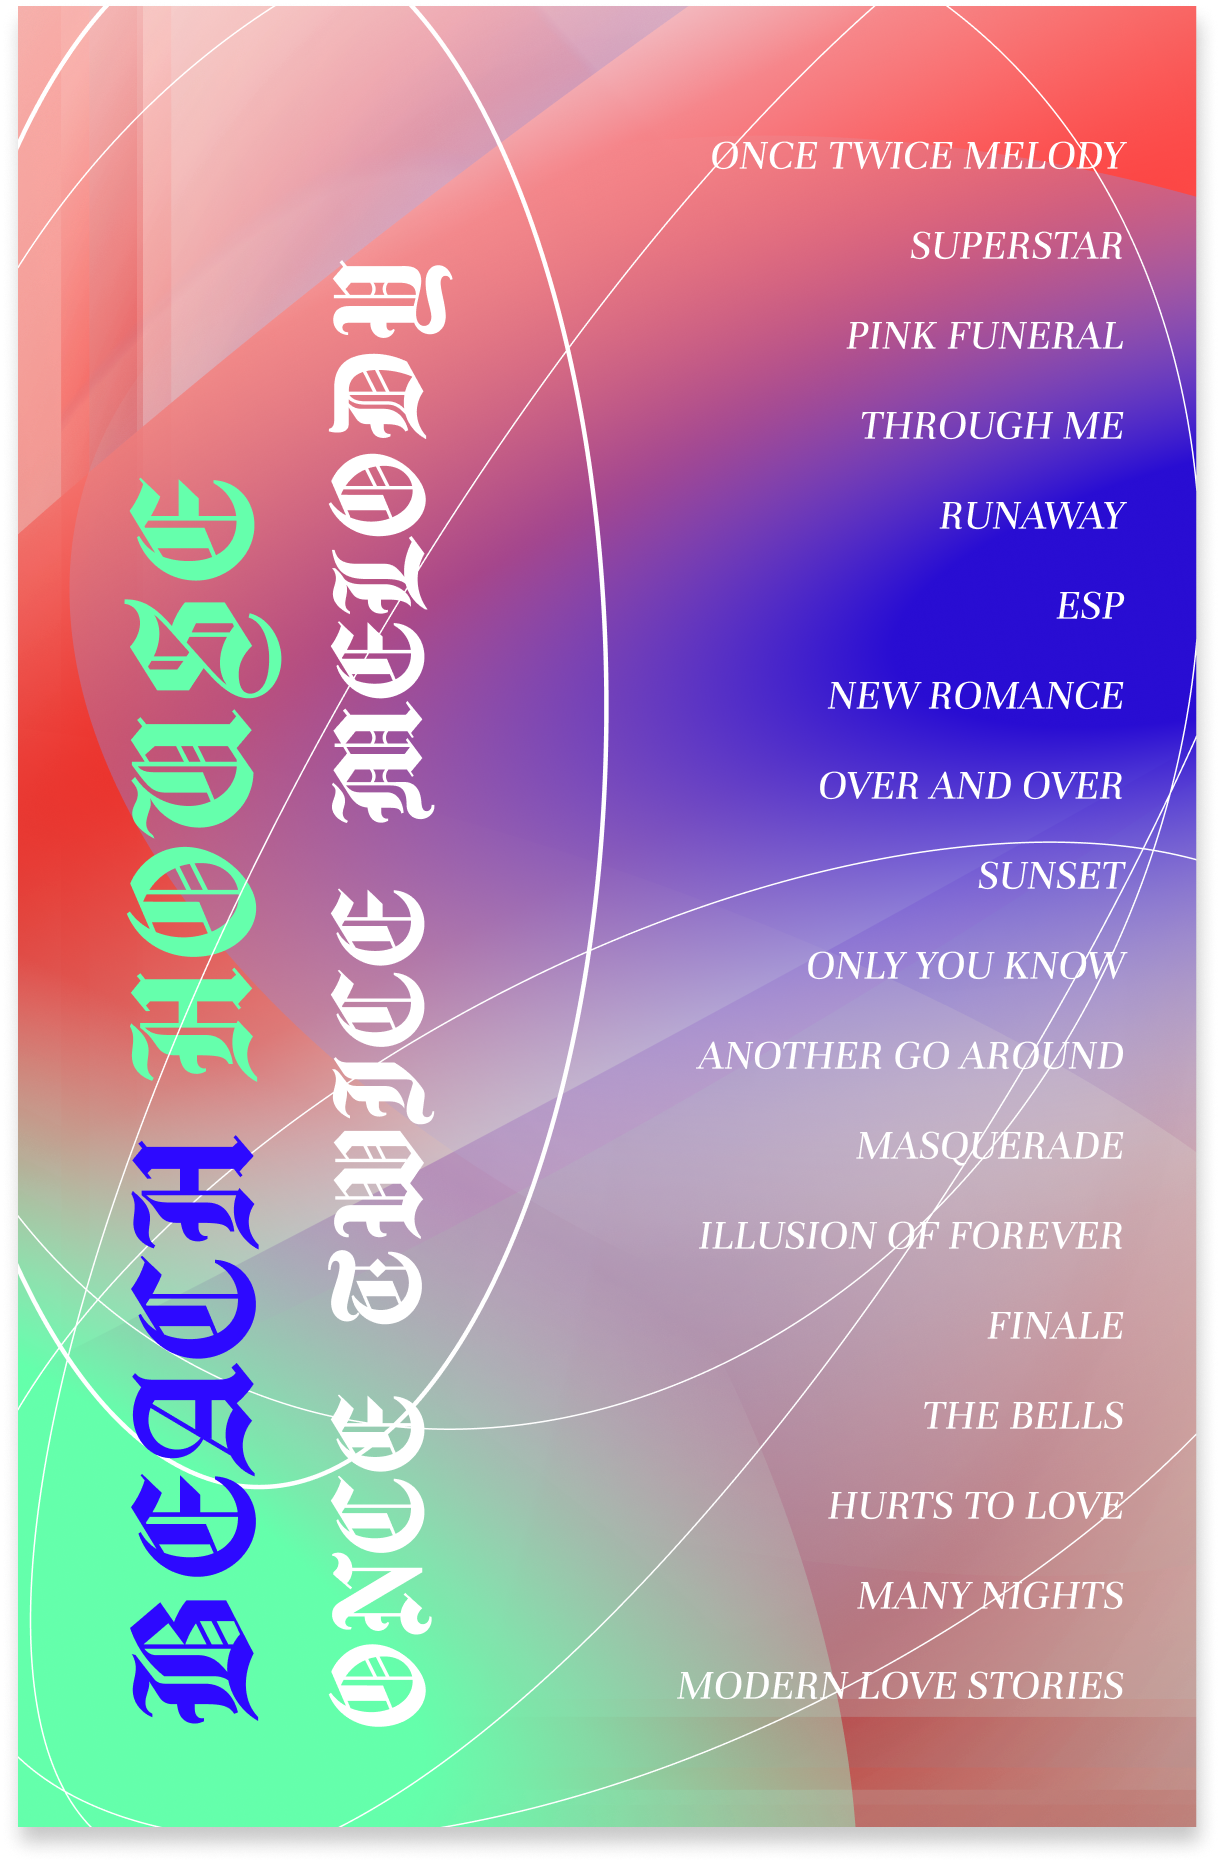 BEACH HOUSE
ONCE TWICE MELODY
ONCE TWICE MELODY
SUPERSTAR
PINK FUNERAL
THROUGH ME
RUNAWAY
ESP
NEW ROMANCE
OVER AND OVER
SUNSET
ONLY YOU KNOW
ANOTHER GO AROUND
MASQUERADE
ILLUSION OF FOREVER
FINALE
THE BELLS
HURTS TO LOVE
MANY NIGHTS
MODERN LOVE STORIES